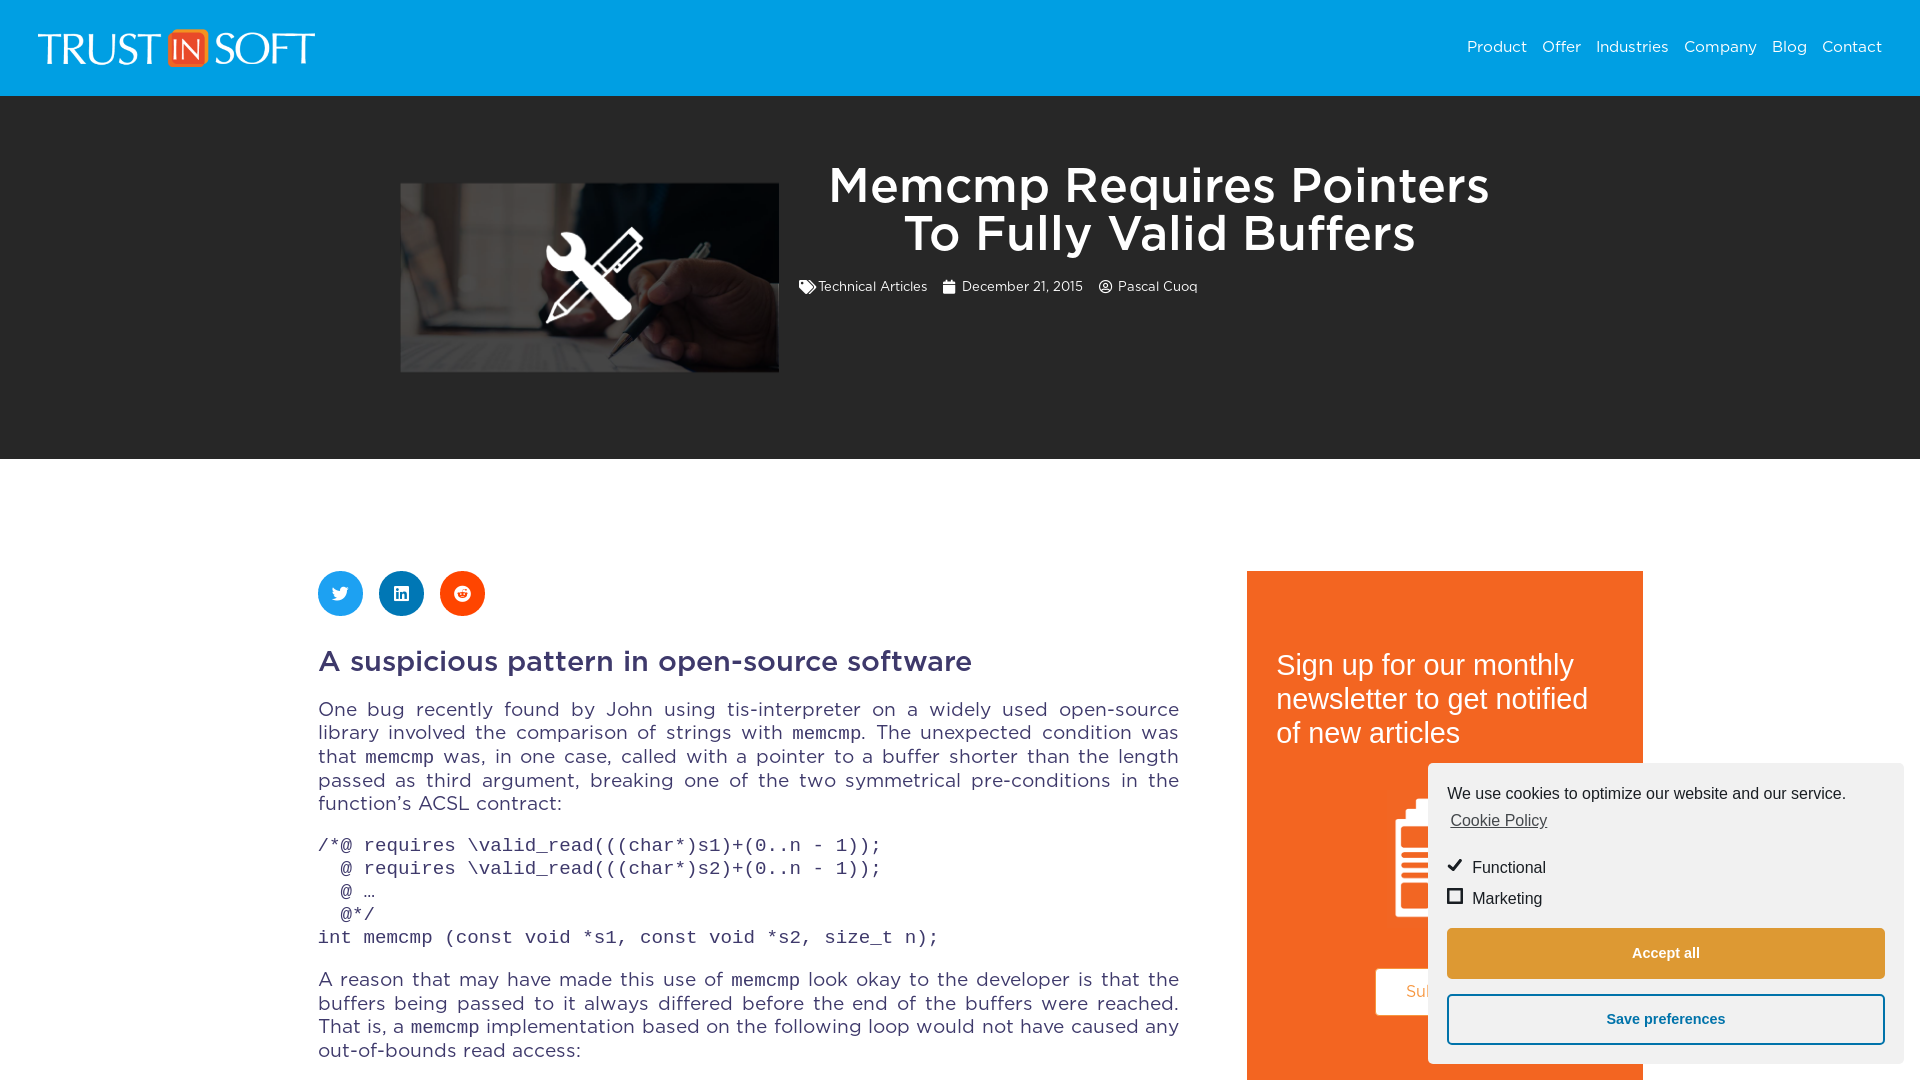 TRUST IN SOFT
Product Offer Industries Company Blog Contact
Memcmp Requires Pointers
To Fully Valid Buffers
Technical Articles December 21, 2015 Pascal Cuoq
A suspicious pattern in open-source software
One bug recently found by John using tis-interpreter on a widely used open-source
library involved the comparison of strings with memcmp. The unexpected condition was
that memcmp was, in one case, called with a pointer to a buffer shorter than the length
passed as third argument, breaking one of the two symmetrical pre-conditions in the
function’s ACSL contract:
/*@ requires \valid_read(((char*)s1)+(0..n - 1));
  @ requires \valid_read(((char*)s2)+(0..n - 1));
  @ …
  @*/
int memcmp (const void *s1, const void *s2, size_t n);
A reason that may have made this use of memcmp look okay to the developer is that the
buffers being passed to it always differed before the end of the buffers were reached.
That is, a memcmp implementation based on the following loop would not have caused any
out-of-bounds read access:
Sign up for our monthly
newsletter to get notified
of new articles
We use cookies to optimize our website and our service.
Cookie Policy
Functional
Marketing
Accept all
Save preferences